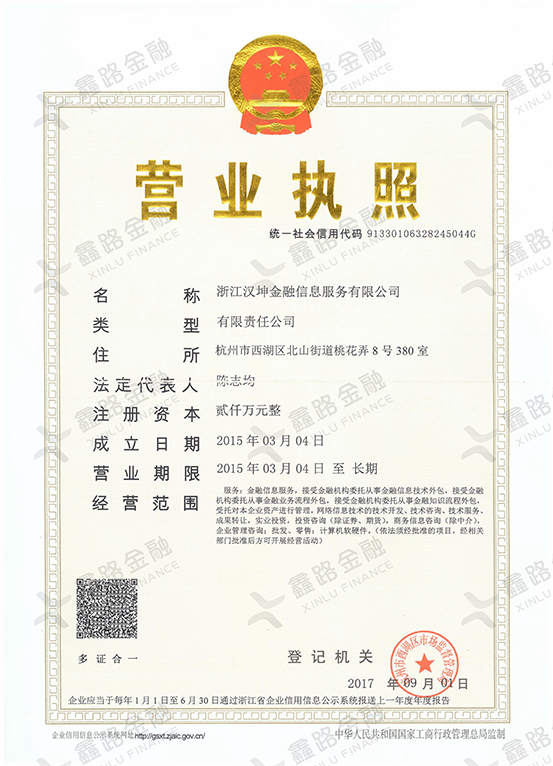 营业执照
统一社会信用代码 91330106328245044G
名称 浙江汉坤金融信息服务有限公司
类型 有限责任公司
住所 杭州市西湖区北山街道桃花弄8号380室
法定代表人 陈志均
注册资本 贰仟万元整
成立日期 2015年03月04日
营业期限 2015年03月04日至长期
经营范围 服务:金融信息服务,接受金融机构委托从事金融信息技术外包,接受金融
机构委托从事金融业务流程外包,接受金融机构委托从事金融知识流程外包,
受托对本企业资产进行管理,网络信息技术的技术开发、技术咨询、技术服务、
成果转让,实业投资,投资咨询(除证券、期货),商务信息咨询(除中介),
企业管理咨询;批发、零售:计算机软硬件。(依法须经批准的项目,经相关
部门批准后方可开展经营活动)
多证合一
登记机关
杭州市西湖区市场监督管理局
2017年09月01日
企业应当于每年1月1日至6月30日通过浙江省企业信用信息公示系统报送上一年度年度报告
企业信用信息公示系统网址:http://gsxt.zjaic.gov.cn/
中华人民共和国国家工商行政管理总局监制
鑫路金融
XINLU FINANCE